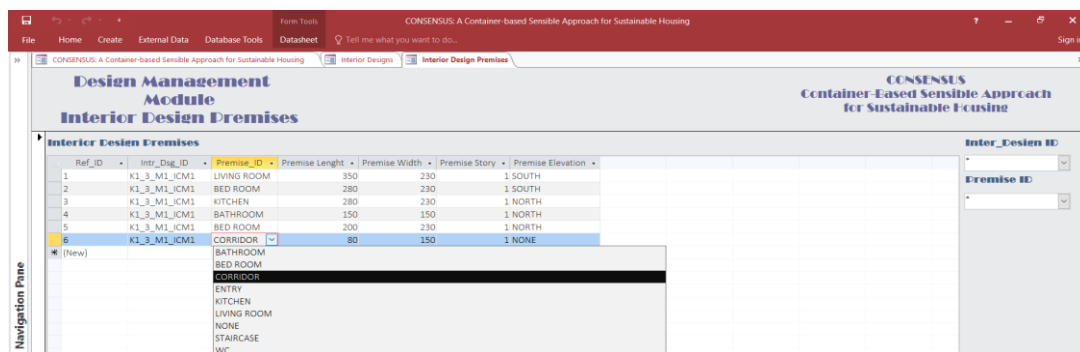 Form Tools
CONSENSUS: A Container-based Sensible Approach for Sustainable Housing
?
File Home Create External Data Database Tools Datasheet Tell me what you want to do...
Sign i
CONSENSUS: A Container-based Sensible Approach for Sustainable Housing Interior Designs Interior Design Premises
Design Management
Module
Interior Design Premises
CONSENSUS
Container-Based Sensible Approach
for Sustainable Housing
Interior Design Premises
Ref_ID Intr_Dsg_ID Premise_ID Premise Lenght Premise Width Premise Story Premise Elevation
1 K1_3_M1_ICM1 LIVING ROOM 350 230 1 SOUTH
2 K1_3_M1_ICM1 BED ROOM 280 230 1 SOUTH
3 K1_3_M1_ICM1 KITCHEN 280 230 1 NORTH
4 K1_3_M1_ICM1 BATHROOM 150 150 1 NORTH
5 K1_3_M1_ICM1 BED ROOM 200 230 1 NORTH
6 K1_3_M1_ICM1 CORRIDOR 80 150 1 NONE
* (New)
BATHROOM
BED ROOM
CORRIDOR
ENTRY
KITCHEN
LIVING ROOM
NONE
STAIRCASE
WC
Inter_Design ID
*
Premise ID
*
Navigation Pane